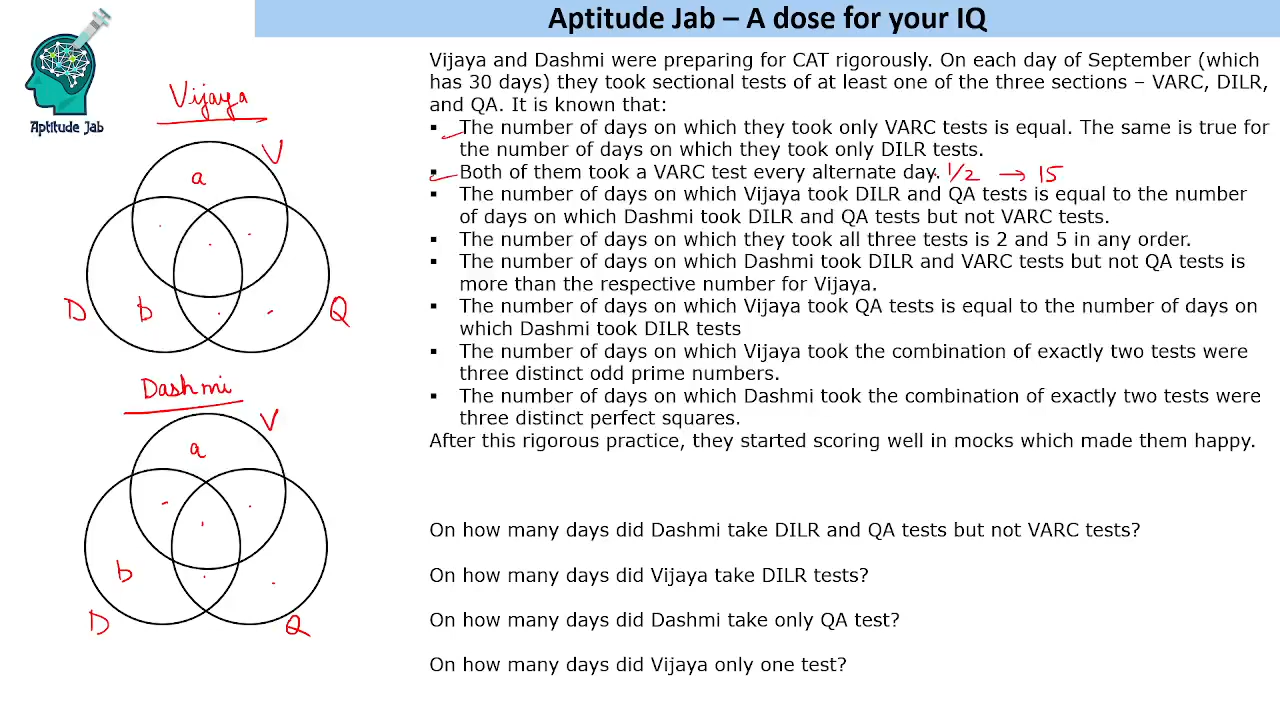 Aptitude Jab – A dose for your IQ
Aptitude Jab
Vijaya
V
a
D
b
Q
Dashmi
V
a
b
D
Q
Vijaya and Dashmi were preparing for CAT rigorously. On each day of September (which
has 30 days) they took sectional tests of at least one of the three sections – VARC, DILR,
and QA. It is known that:
▪ The number of days on which they took only VARC tests is equal. The same is true for
the number of days on which they took only DILR tests.
▪ Both of them took a VARC test every alternate day. 1/2 → 15
▪ The number of days on which Vijaya took DILR and QA tests is equal to the number
of days on which Dashmi took DILR and QA tests but not VARC tests.
▪ The number of days on which they took all three tests is 2 and 5 in any order.
▪ The number of days on which Dashmi took DILR and VARC tests but not QA tests is
more than the respective number for Vijaya.
▪ The number of days on which Vijaya took QA tests is equal to the number of days on
which Dashmi took DILR tests
▪ The number of days on which Vijaya took the combination of exactly two tests were
three distinct odd prime numbers.
▪ The number of days on which Dashmi took the combination of exactly two tests were
three distinct perfect squares.
After this rigorous practice, they started scoring well in mocks which made them happy.
On how many days did Dashmi take DILR and QA tests but not VARC tests?
On how many days did Vijaya take DILR tests?
On how many days did Dashmi take only QA test?
On how many days did Vijaya only one test?